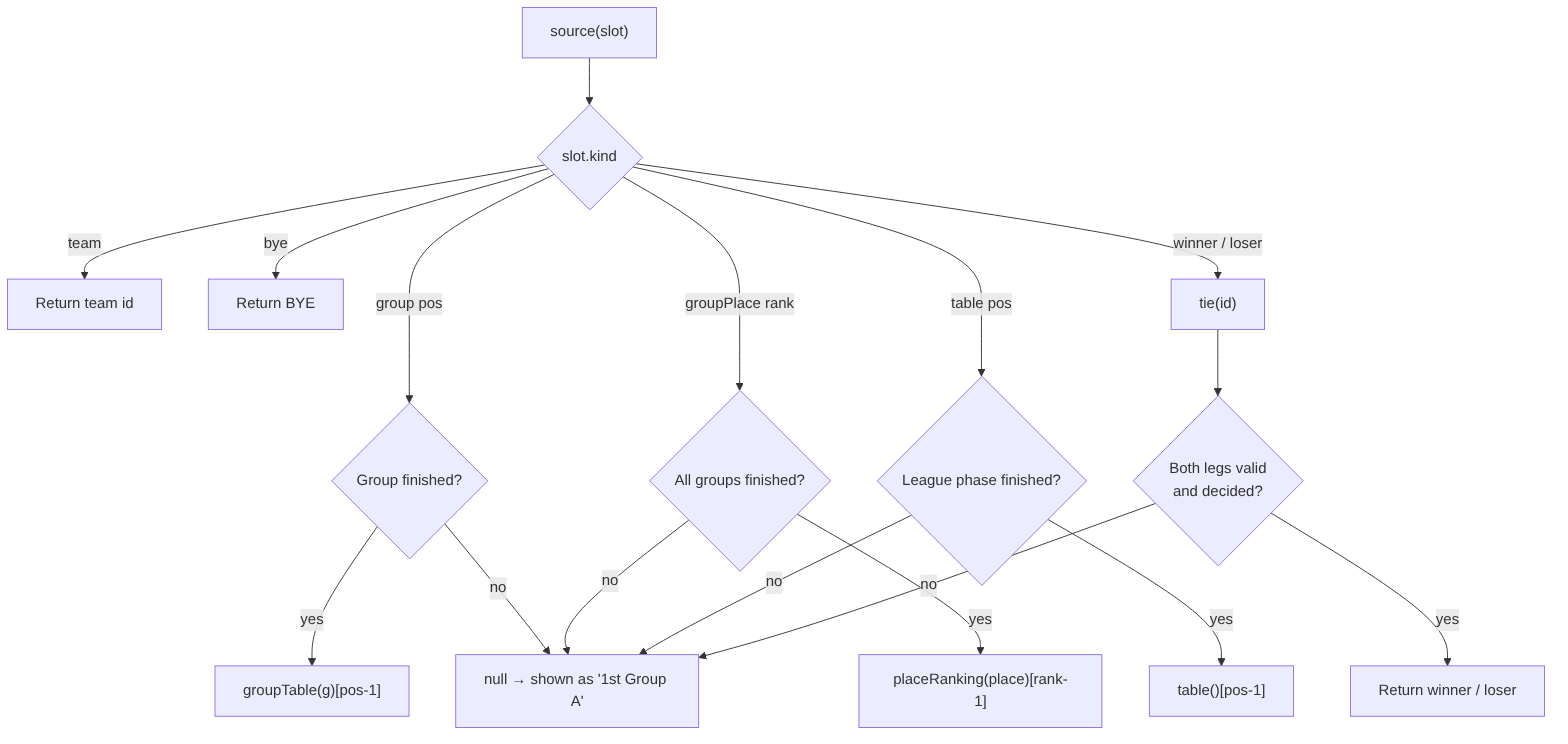 source(slot)
slot.kind
team
bye
winner / loser
Return team id
Return BYE
group pos
groupPlace rank
table pos
tie(id)
Group finished?
All groups finished?
League phase finished?
Both legs valid
and decided?
no
no
no
no
yes
yes
yes
yes
groupTable(g)[pos-1]
null → shown as '1st Group
A'
placeRanking(place)[rank-
1]
table()[pos-1]
Return winner / loser